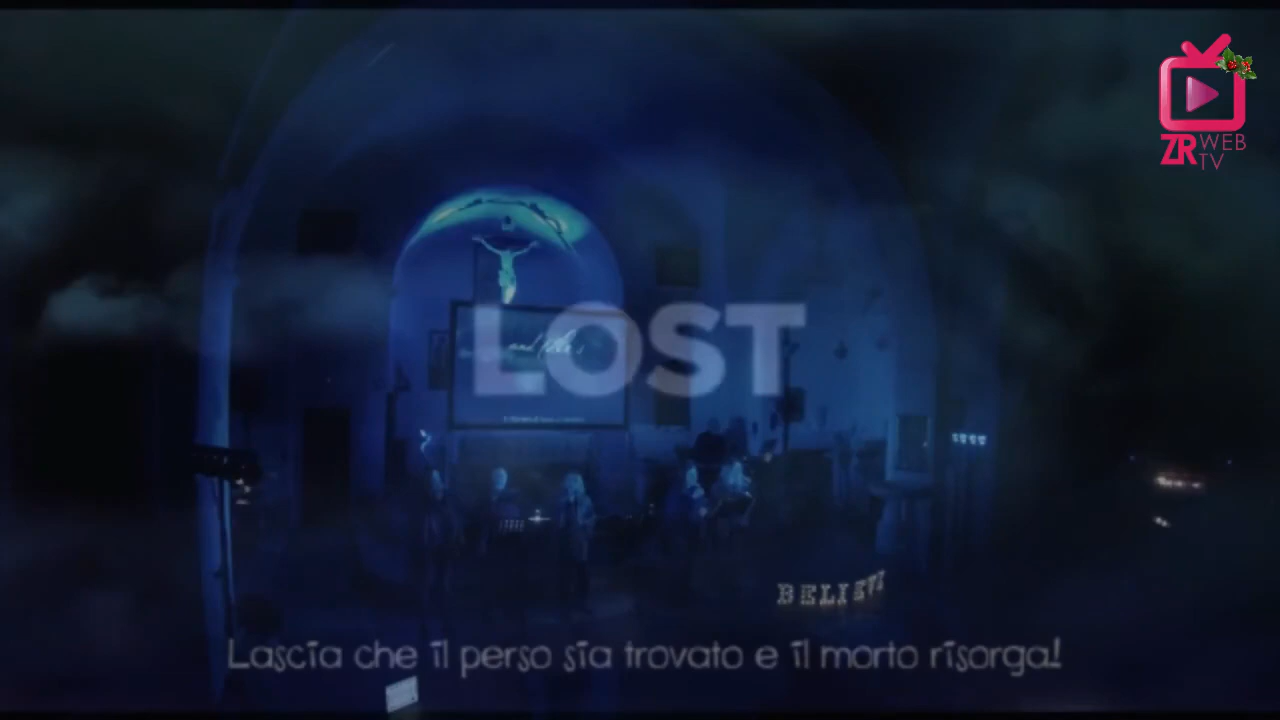 ZR WEB
TV
LOST
BELIEVE
Lascia che il perso sia trovato e il morto risorga!